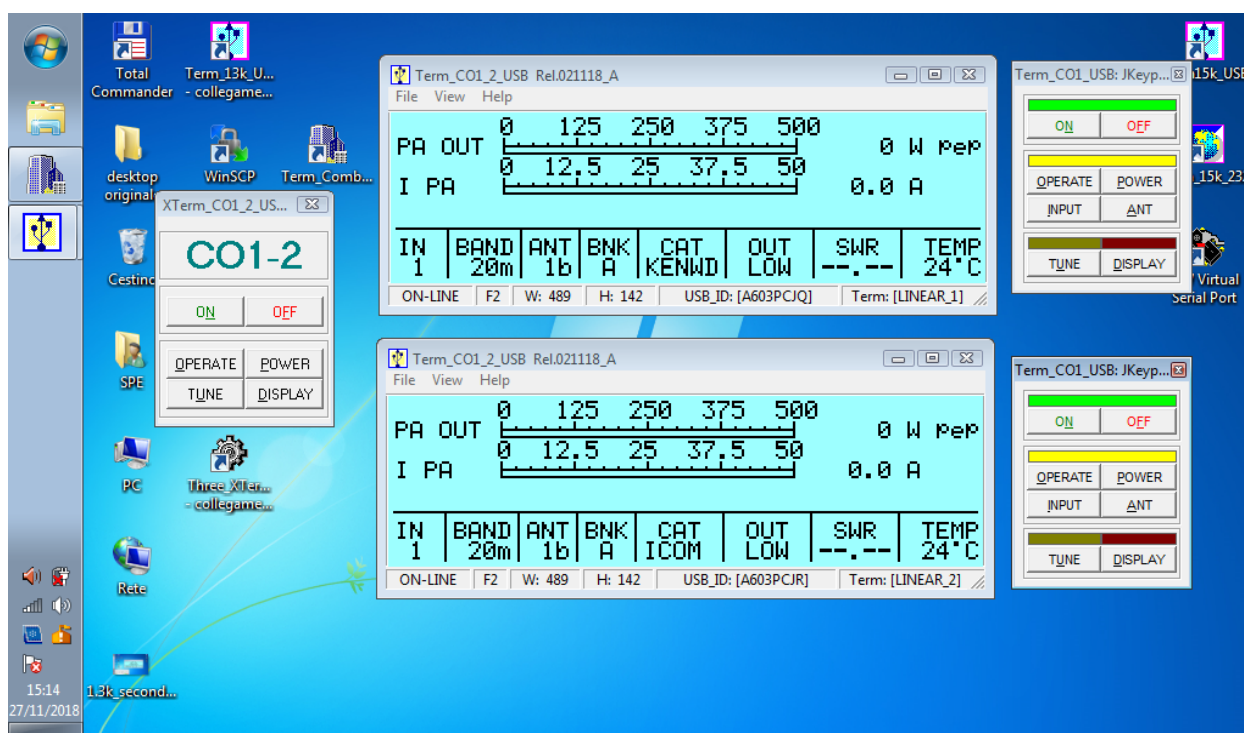 Total
Commander
Term_13k_U...
- collegame...
desktop
original
WinSCP
Term_Comb...
Cestino
SPE
PC
Three_XTer...
- collegame...
Rete
1.3k_second...
15:14
27/11/2018
XTerm_CO1_2_US...
CO1-2
ON OFF
OPERATE POWER
TUNE DISPLAY
Term_CO1_2_USB Rel.021118_A
File View Help
0 125 250 375 500
PA OUT 0 W pep
0 12.5 25 37.5 50
I PA 0.0 A
IN BAND ANT BNK CAT OUT SWR TEMP
1 20m 1b A KENWD LOW --.-- 24°C
ON-LINE F2 W: 489 H: 142 USB_ID: [A603PCJQ] Term: [LINEAR_1]
Term_CO1_USB: JKeyp...
ON OFF
OPERATE POWER
INPUT ANT
TUNE DISPLAY
15k_USB
_15k_232
Virtual
Serial Port
Term_CO1_2_USB Rel.021118_A
File View Help
0 125 250 375 500
PA OUT 0 W pep
0 12.5 25 37.5 50
I PA 0.0 A
IN BAND ANT BNK CAT OUT SWR TEMP
1 20m 1b A ICOM LOW --.-- 24°C
ON-LINE F2 W: 489 H: 142 USB_ID: [A603PCJR] Term: [LINEAR_2]
Term_CO1_USB: JKeyp...
ON OFF
OPERATE POWER
INPUT ANT
TUNE DISPLAY